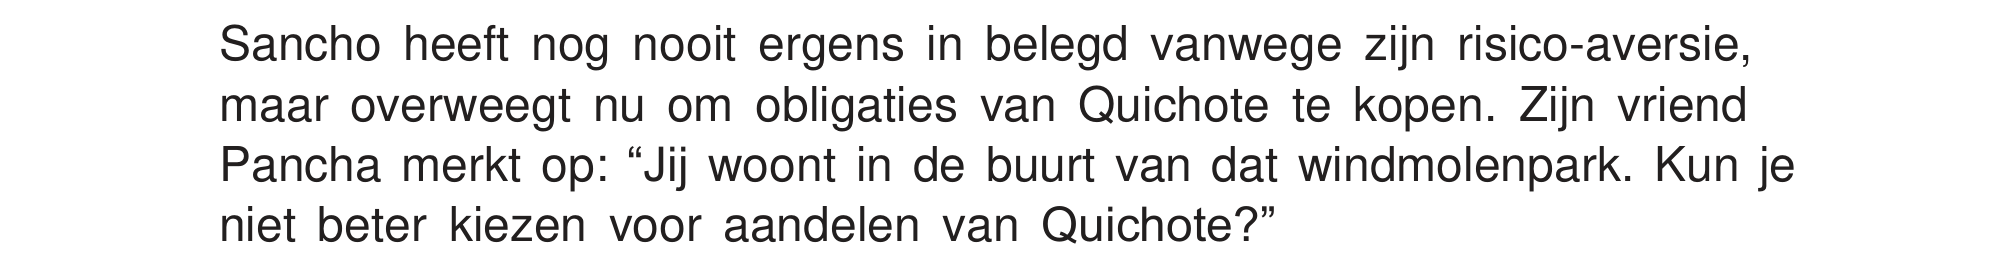 Sancho heeft nog nooit ergens in belegd vanwege zijn risico-aversie,
maar overweegt nu om obligaties van Quichote te kopen. Zijn vriend
Pancha merkt op: “Jij woont in de buurt van dat windmolenpark. Kun je
niet beter kiezen voor aandelen van Quichote?”